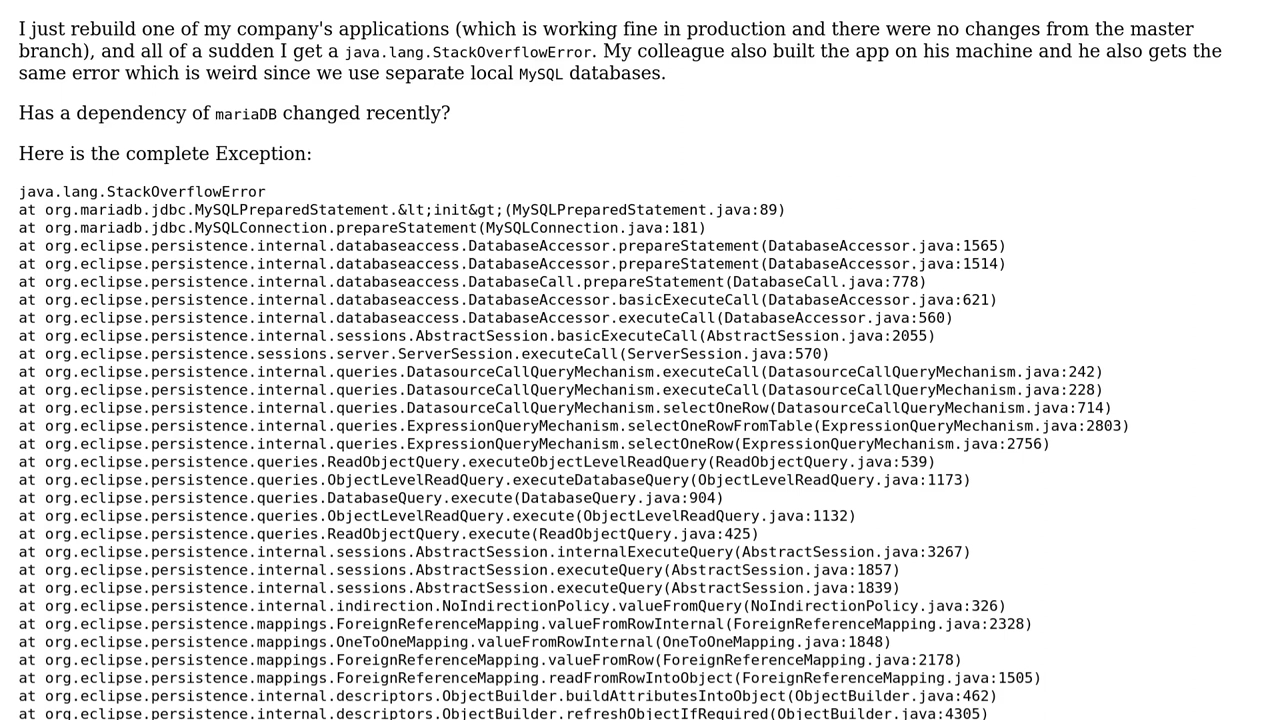 I just rebuild one of my company's applications (which is working fine in production and there were no changes from the master
branch), and all of a sudden I get a java.lang.StackOverflowError. My colleague also built the app on his machine and he also gets the
same error which is weird since we use separate local MySQL databases.
Has a dependency of mariaDB changed recently?
Here is the complete Exception:
java.lang.StackOverflowError
at org.mariadb.jdbc.MySQLPreparedStatement.&lt;init&gt;(MySQLPreparedStatement.java:89)
at org.mariadb.jdbc.MySQLConnection.prepareStatement(MySQLConnection.java:181)
at org.eclipse.persistence.internal.databaseaccess.DatabaseAccessor.prepareStatement(DatabaseAccessor.java:1565)
at org.eclipse.persistence.internal.databaseaccess.DatabaseAccessor.prepareStatement(DatabaseAccessor.java:1514)
at org.eclipse.persistence.internal.databaseaccess.DatabaseCall.prepareStatement(DatabaseCall.java:778)
at org.eclipse.persistence.internal.databaseaccess.DatabaseAccessor.basicExecuteCall(DatabaseAccessor.java:621)
at org.eclipse.persistence.internal.databaseaccess.DatabaseAccessor.executeCall(DatabaseAccessor.java:560)
at org.eclipse.persistence.internal.sessions.AbstractSession.basicExecuteCall(AbstractSession.java:2055)
at org.eclipse.persistence.sessions.server.ServerSession.executeCall(ServerSession.java:570)
at org.eclipse.persistence.internal.queries.DatasourceCallQueryMechanism.executeCall(DatasourceCallQueryMechanism.java:242)
at org.eclipse.persistence.internal.queries.DatasourceCallQueryMechanism.executeCall(DatasourceCallQueryMechanism.java:228)
at org.eclipse.persistence.internal.queries.DatasourceCallQueryMechanism.selectOneRow(DatasourceCallQueryMechanism.java:714)
at org.eclipse.persistence.internal.queries.ExpressionQueryMechanism.selectOneRowFromTable(ExpressionQueryMechanism.java:2803)
at org.eclipse.persistence.internal.queries.ExpressionQueryMechanism.selectOneRow(ExpressionQueryMechanism.java:2756)
at org.eclipse.persistence.queries.ReadObjectQuery.executeObjectLevelReadQuery(ReadObjectQuery.java:539)
at org.eclipse.persistence.queries.ObjectLevelReadQuery.executeDatabaseQuery(ObjectLevelReadQuery.java:1173)
at org.eclipse.persistence.queries.DatabaseQuery.execute(DatabaseQuery.java:904)
at org.eclipse.persistence.queries.ObjectLevelReadQuery.execute(ObjectLevelReadQuery.java:1132)
at org.eclipse.persistence.queries.ReadObjectQuery.execute(ReadObjectQuery.java:425)
at org.eclipse.persistence.internal.sessions.AbstractSession.internalExecuteQuery(AbstractSession.java:3267)
at org.eclipse.persistence.internal.sessions.AbstractSession.executeQuery(AbstractSession.java:1857)
at org.eclipse.persistence.internal.sessions.AbstractSession.executeQuery(AbstractSession.java:1839)
at org.eclipse.persistence.internal.indirection.NoIndirectionPolicy.valueFromQuery(NoIndirectionPolicy.java:326)
at org.eclipse.persistence.mappings.ForeignReferenceMapping.valueFromRowInternal(ForeignReferenceMapping.java:2328)
at org.eclipse.persistence.mappings.OneToOneMapping.valueFromRowInternal(OneToOneMapping.java:1848)
at org.eclipse.persistence.mappings.ForeignReferenceMapping.valueFromRow(ForeignReferenceMapping.java:2178)
at org.eclipse.persistence.mappings.ForeignReferenceMapping.readFromRowIntoObject(ForeignReferenceMapping.java:1505)
at org.eclipse.persistence.internal.descriptors.ObjectBuilder.buildAttributesIntoObject(ObjectBuilder.java:462)
at org.eclipse.persistence.internal.descriptors.ObjectBuilder.refreshObjectIfRequired(ObjectBuilder.java:4305)